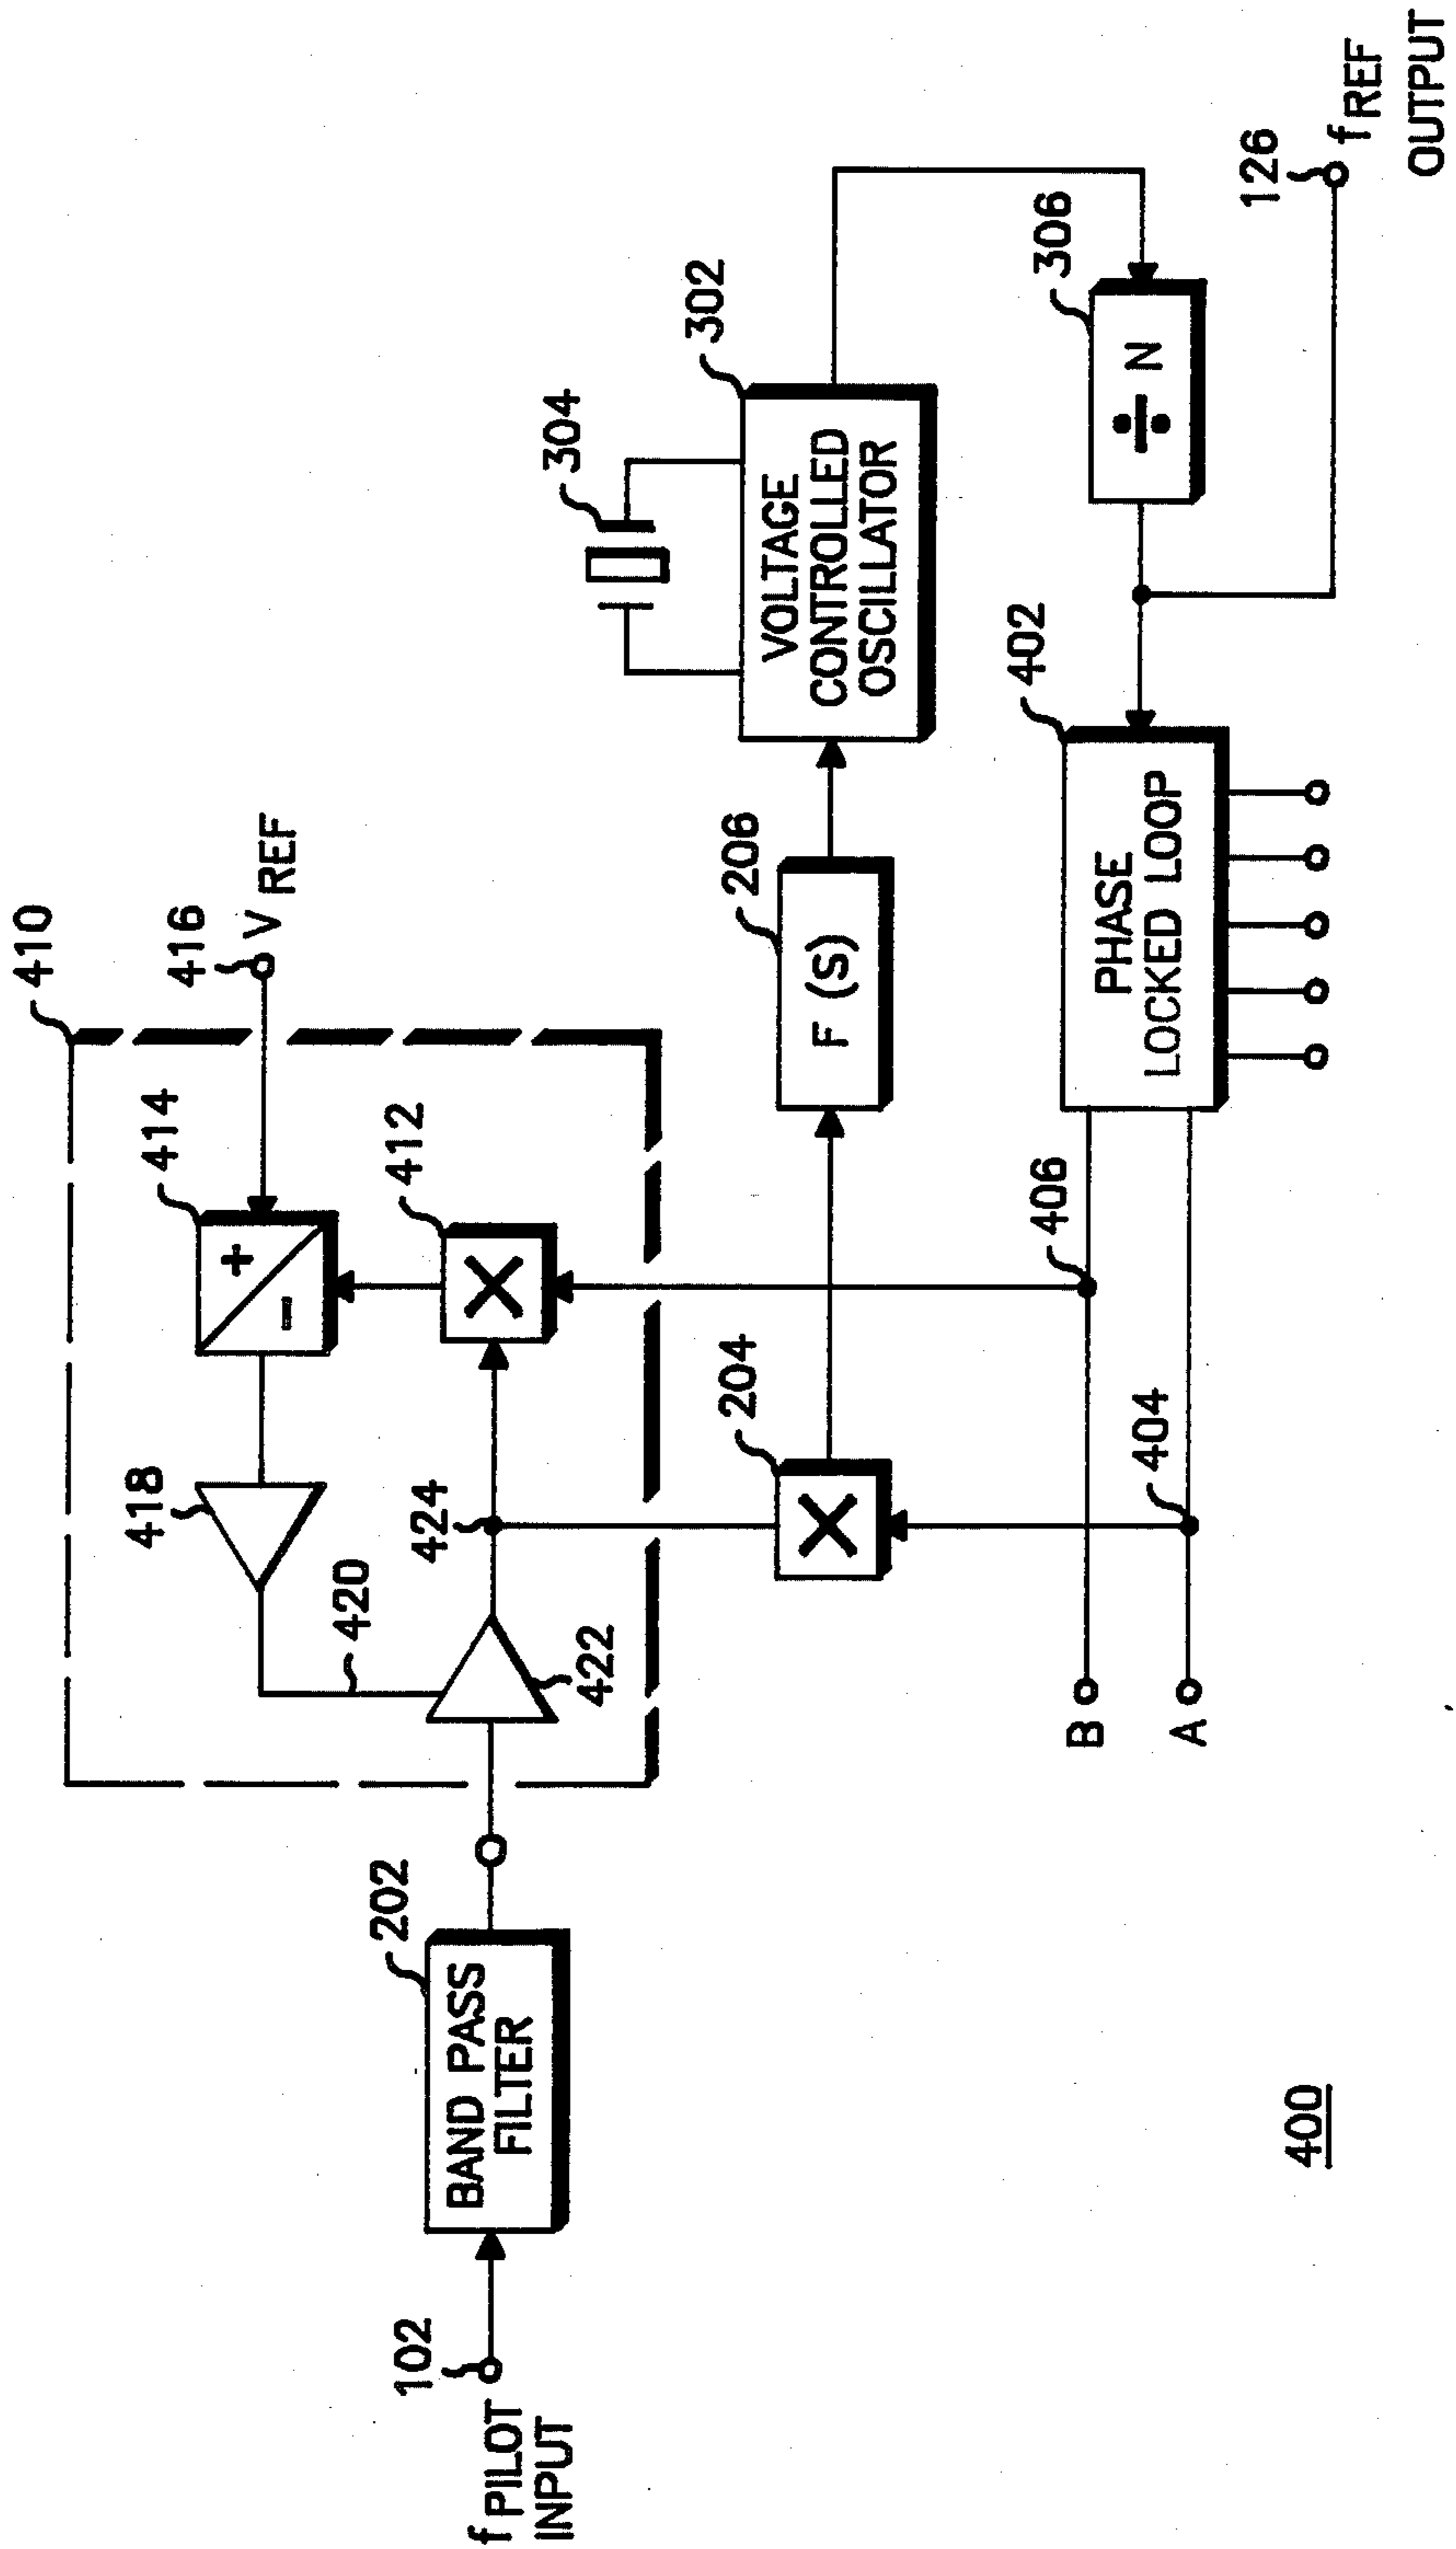 410
416
V REF
414
418
412
420
424
422
102
f PILOT
INPUT
202
BAND PASS
FILTER
204
206
F (S)
304
302
VOLTAGE
CONTROLLED
OSCILLATOR
306
÷ N
126
f REF
OUTPUT
402
PHASE
LOCKED LOOP
406
404
B
A
400